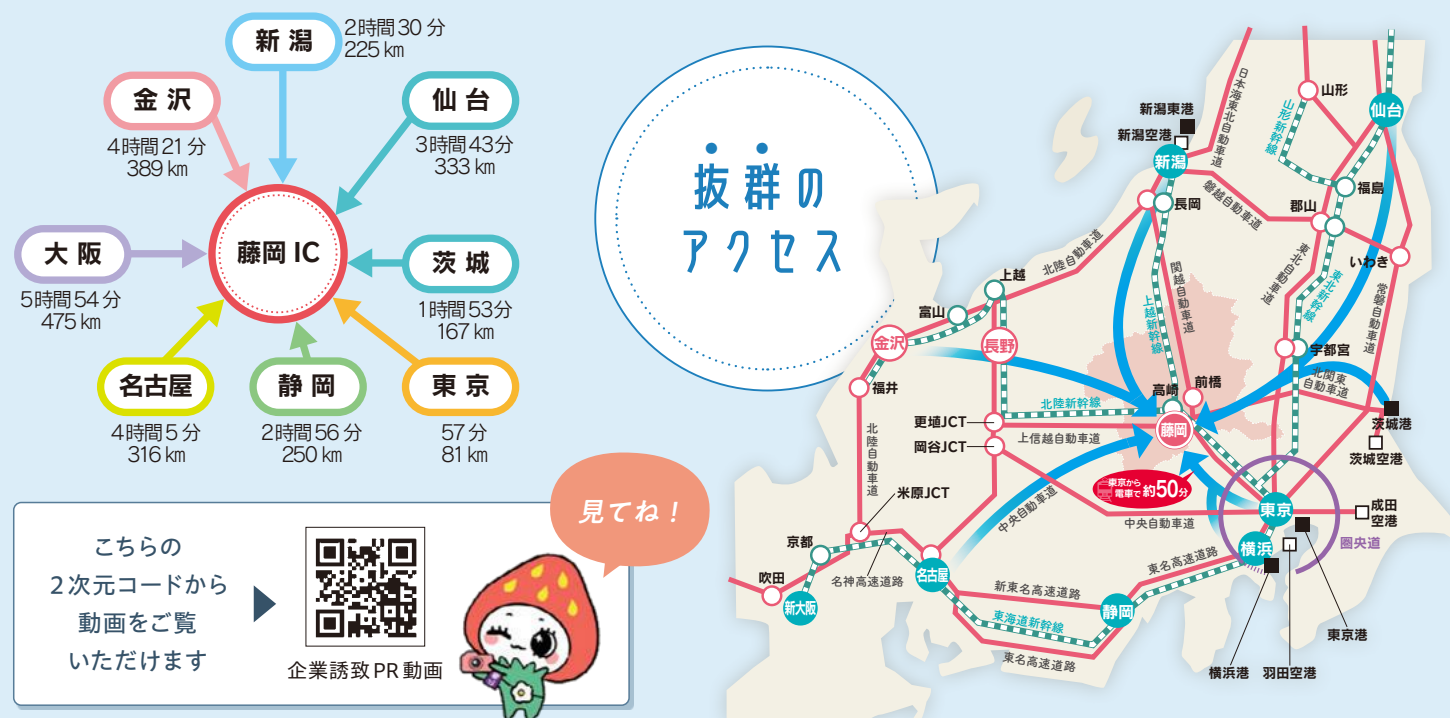 新潟
2時間30分
225km
金沢
4時間21分
389km
仙台
3時間43分
333km
藤岡IC
大阪
5時間54分
475km
茨城
1時間53分
167km
名古屋
4時間5分
316km
静岡
2時間56分
250km
東京
57分
81km
抜群の
アクセス
こちらの
2次元コードから
動画をご覧
いただけます
企業誘致PR動画
見てね！
日本海東北自動車道
山形
山形新幹線
仙台
新潟東港
新潟空港
新潟
長岡
磐越自動車道
郡山
福島
いわき
北陸自動車道
関越自動車道
上越新幹線
東北自動車道
東北新幹線
常磐自動車道
上越
富山
金沢
長野
福井
宇都宮
北関東
自動車道
高崎
前橋
北陸新幹線
藤岡
茨城港
茨城空港
更埴JCT
上信越自動車道
岡谷JCT
北陸自動車道
米原JCT
東京から
電車で約50分
中央自動車道
中央自動車道
東京
成田
空港
圏央道
横浜
京都
名神高速道路
名古屋
吹田
新大阪
新東名高速道路
東海道新幹線
東名高速道路
静岡
東名高速道路
東京港
横浜港
羽田空港